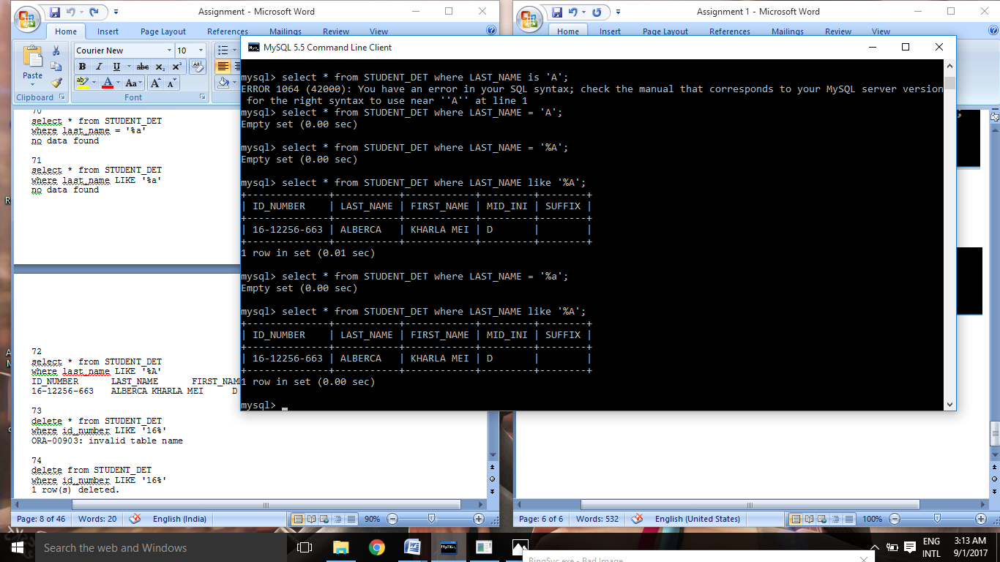 Assignment - Microsoft Word
Home Insert Page Layout References Mailings Review View
Courier New 10
Paste
B I U abc x₂ x²
Aa
Clipboard Font
70
select * from STUDENT_DET
where last_name = '%a'
no data found
71
select * from STUDENT_DET
where last_name LIKE '%a'
no data found
72
select * from STUDENT_DET
where last_name LIKE '%A'
ID_NUMBER LAST_NAME FIRST_NAM
16-12256-663 ALBERCA KHARLA MEI D
73
delete * from STUDENT_DET
where id_number LIKE '16%'
ORA-00903: invalid table name
74
delete from STUDENT_DET
where id_number LIKE '16%'
1 row(s) deleted.
Page: 8 of 46 Words: 20 English (India) 90%
Assignment 1 - Microsoft Word
Home Insert Page Layout References Mailings Review View
MySQL 5.5 Command Line Client
mysql> select * from STUDENT_DET where LAST_NAME is 'A';
ERROR 1064 (42000): You have an error in your SQL syntax; check the manual that corresponds to your MySQL server version
for the right syntax to use near ''A'' at line 1
mysql> select * from STUDENT_DET where LAST_NAME = 'A';
Empty set (0.00 sec)
mysql> select * from STUDENT_DET where LAST_NAME = '%A';
Empty set (0.00 sec)
mysql> select * from STUDENT_DET where LAST_NAME like '%A';
+--------------+-----------+------------+---------+--------+
| ID_NUMBER | LAST_NAME | FIRST_NAME | MID_INI | SUFFIX |
+--------------+-----------+------------+---------+--------+
| 16-12256-663 | ALBERCA | KHARLA MEI | D | |
+--------------+-----------+------------+---------+--------+
1 row in set (0.01 sec)
mysql> select * from STUDENT_DET where LAST_NAME = '%a';
Empty set (0.00 sec)
mysql> select * from STUDENT_DET where LAST_NAME like '%A';
+--------------+-----------+------------+---------+--------+
| ID_NUMBER | LAST_NAME | FIRST_NAME | MID_INI | SUFFIX |
+--------------+-----------+------------+---------+--------+
| 16-12256-663 | ALBERCA | KHARLA MEI | D | |
+--------------+-----------+------------+---------+--------+
1 row in set (0.00 sec)
mysql> _
Page: 6 of 6 Words: 532 English (United States) 100%
Search the web and Windows
ENG
INTL
3:13 AM
9/1/2017
BingSvc.exe - Bad Image